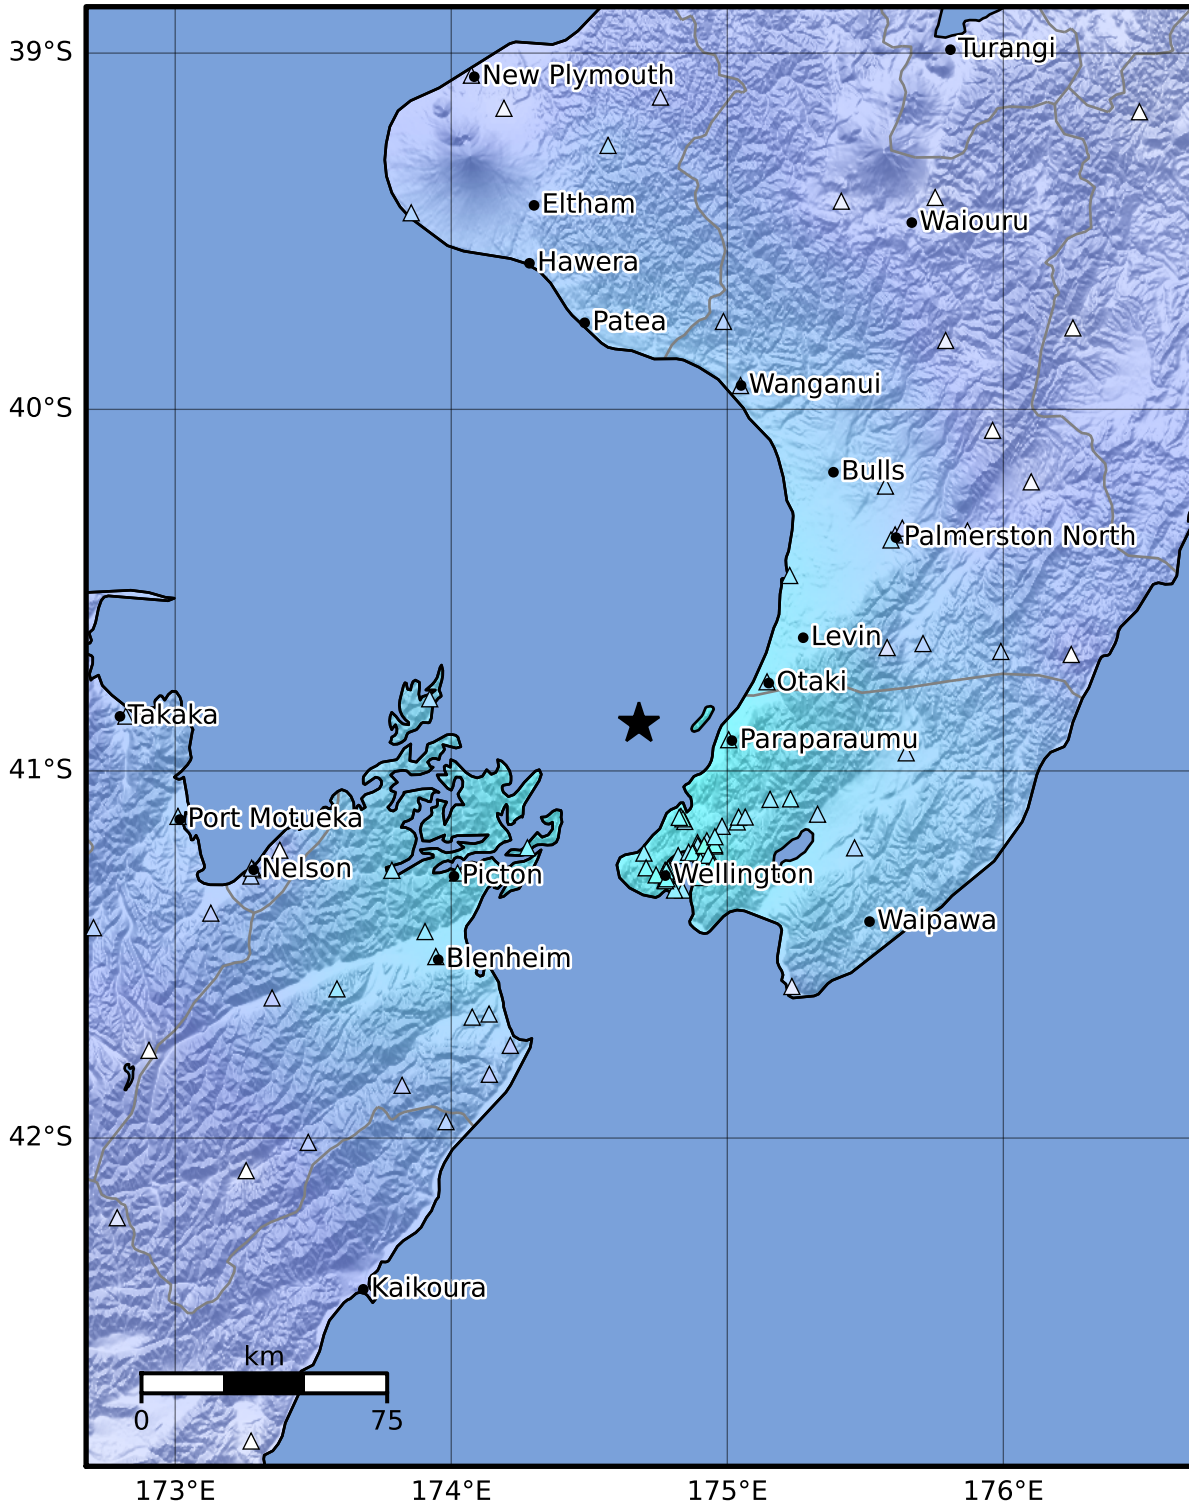 39°S
Turangi
New Plymouth
Eltham
Waiouru
Hawera
Patea
Wanganui
40°S
Bulls
Palmerston North
Levin
Otaki
Takaka
Paraparaumu
41°S
Port Motueka
Nelson
Picton
Wellington
Waipawa
Blenheim
42°S
Kaikoura
km
0 75
173°E 174°E 175°E 176°E